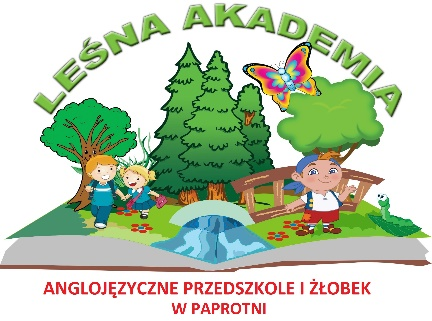 LEŚNA AKADEMIA
ANGLOJĘZYCZNE PRZEDSZKOLE I ŻŁOBEK
W PAPROTNI